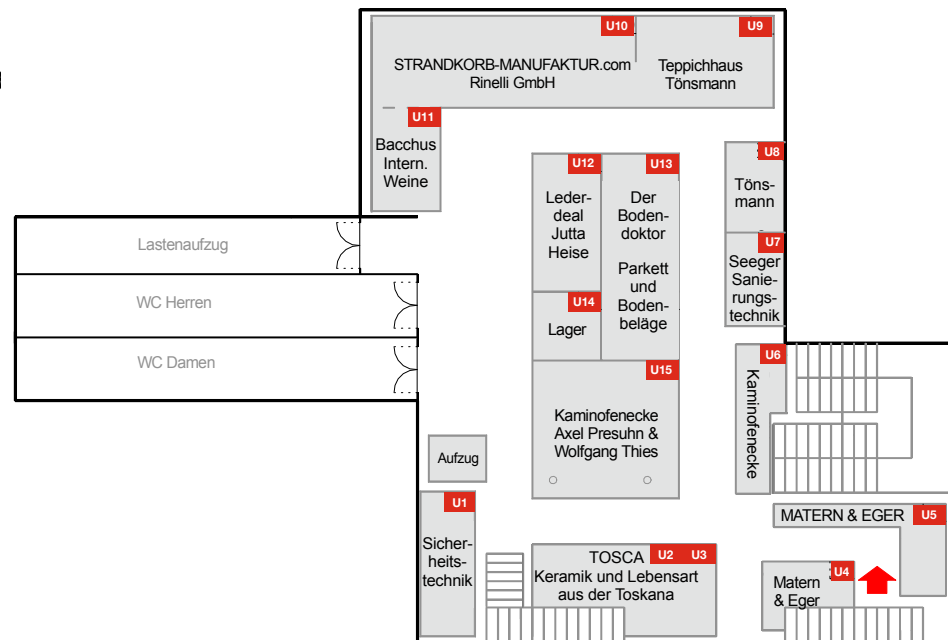 U10
STRANDKORB-MANUFAKTUR.com
Rinelli GmbH
U9
Teppichhaus
Tönsmann
U11
Bacchus
Intern.
Weine
U12
Leder-
deal
Jutta
Heise
U13
Der
Boden-
doktor
Parkett
und
Boden-
beläge
U8
Töns-
mann
U7
Seeger
Sanie-
rungs-
technik
Lastenaufzug
WC Herren
WC Damen
U14
Lager
U15
Kaminofenecke
Axel Presuhn &
Wolfgang Thies
U6
Kaminofenecke
Aufzug
U1
Sicher-
heits-
technik
TOSCA U2 U3
Keramik und Lebensart
aus der Toskana
MATERN & EGER U5
U4
Matern
& Eger